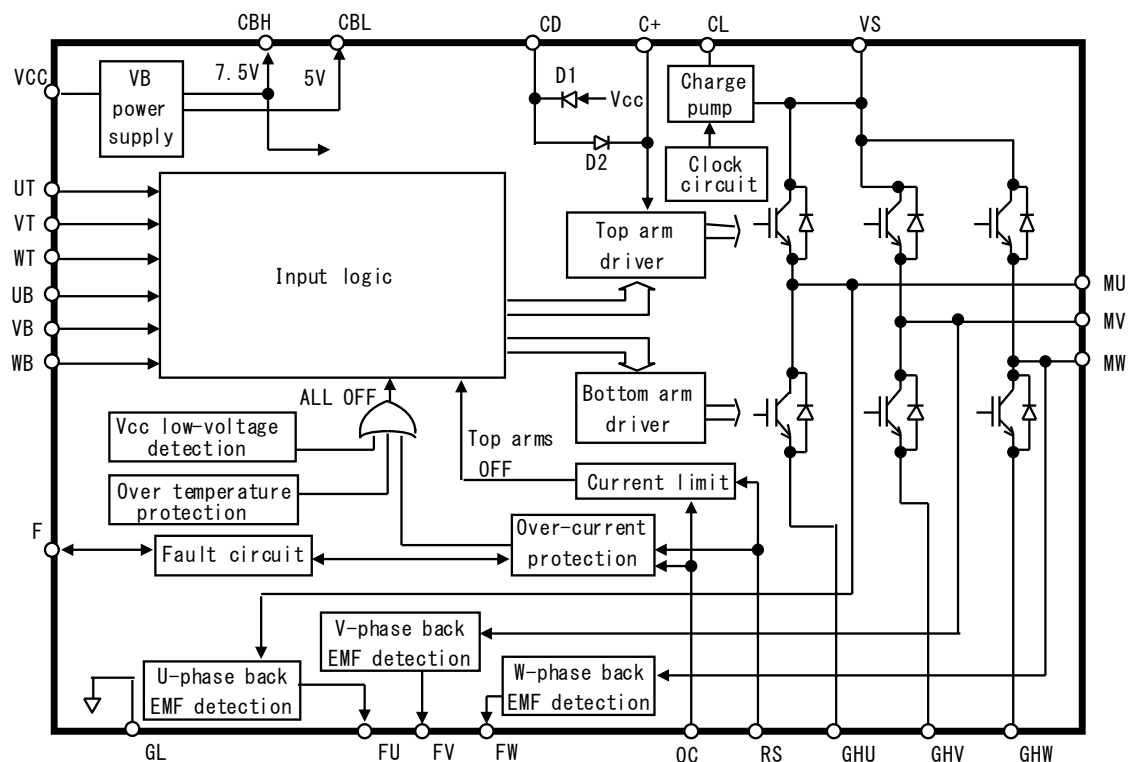 CBH
CBL
CD
C+
CL
VS
VCC
VB
power
supply
7.5V
5V
D1
Vcc
D2
Charge
pump
Clock
circuit
UT
VT
WT
UB
VB
WB
Input logic
Top arm
driver
Bottom arm
driver
MU
MV
MW
ALL OFF
Vcc low-voltage
detection
Over temperature
protection
Top arms
OFF
Current limit
F
Fault circuit
Over-current
protection
V-phase back
EMF detection
U-phase back
EMF detection
W-phase back
EMF detection
GL
FU
FV
FW
OC
RS
GHU
GHV
GHW